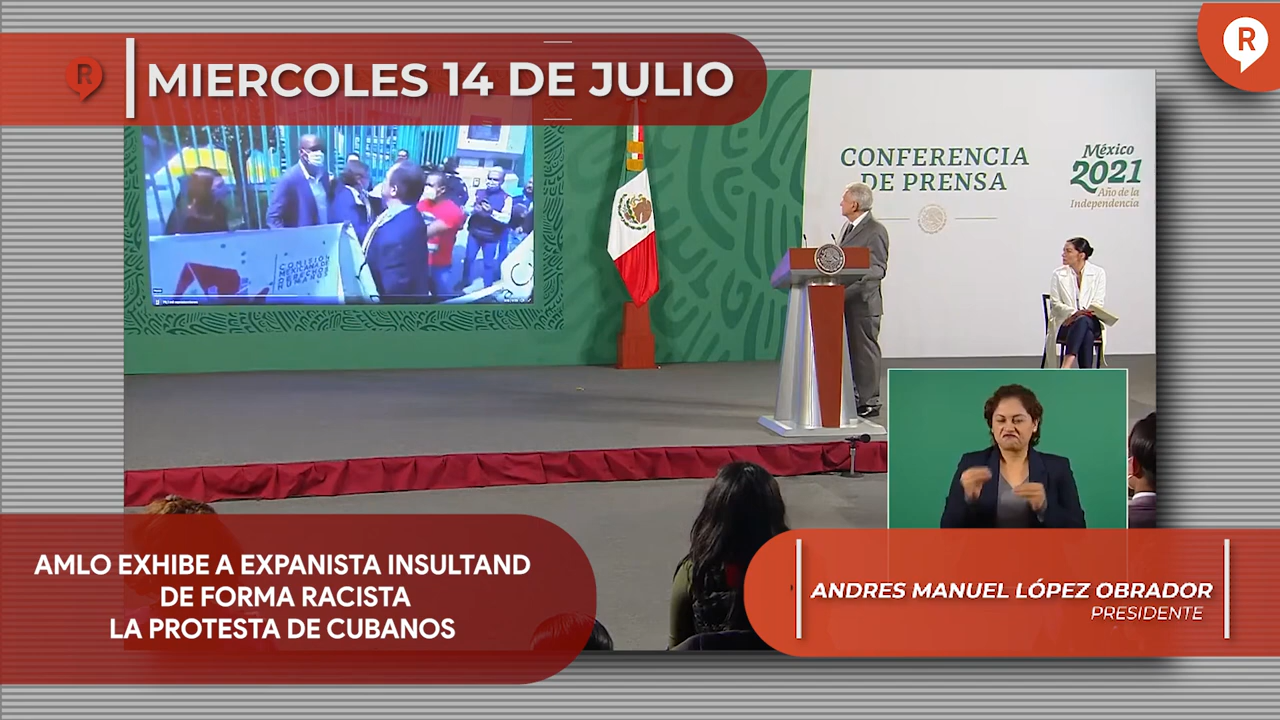 R
R
MIERCOLES 14 DE JULIO
CONFERENCIA
DE PRENSA
México
2021
Año de la
Independencia
COMISIÓN
MEXICANA DE
DERECHOS
HUMANOS
AMLO EXHIBE A EXPANISTA INSULTAND
DE FORMA RACISTA
LA PROTESTA DE CUBANOS
ANDRES MANUEL LÓPEZ OBRADOR
PRESIDENTE